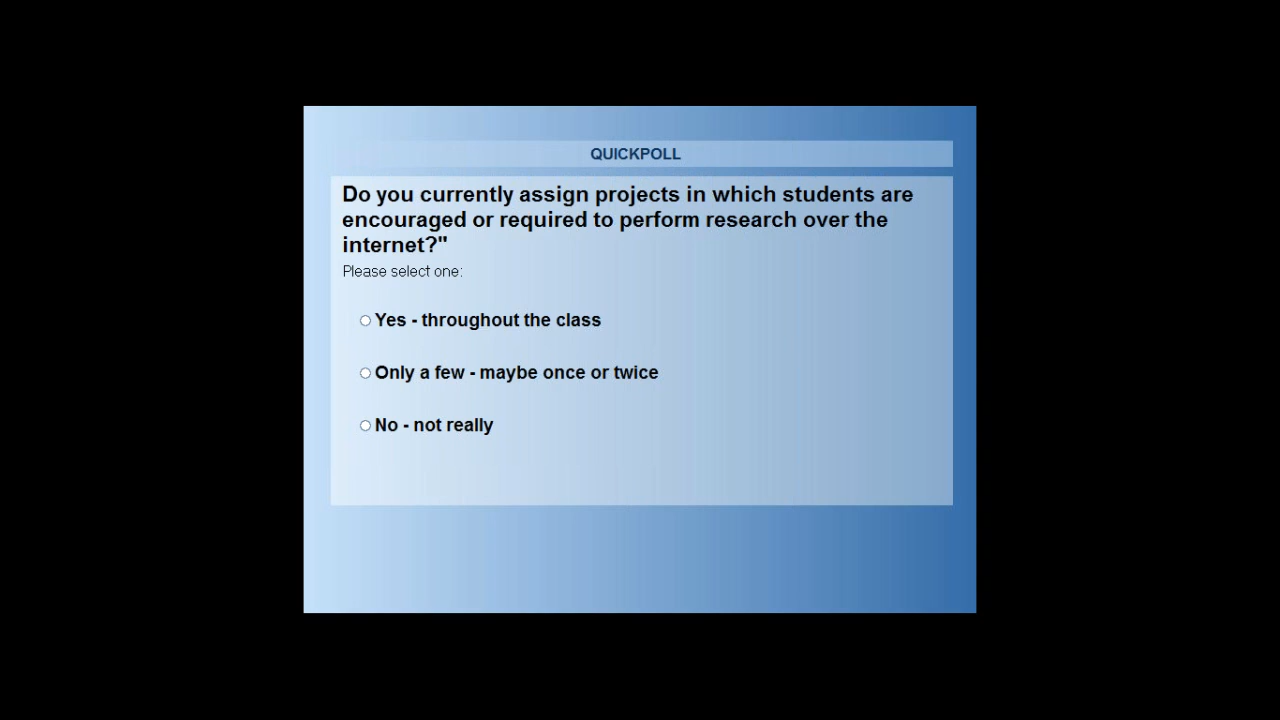 QUICKPOLL
Do you currently assign projects in which students are
encouraged or required to perform research over the
internet?"
Please select one:
Yes - throughout the class
Only a few - maybe once or twice
No - not really